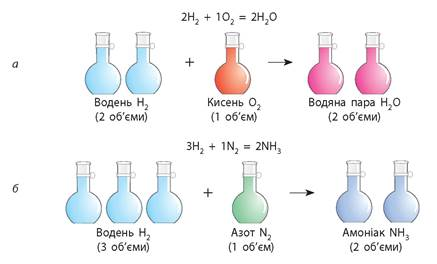 2H₂ + 1O₂ = 2H₂O
а
+
Водень H₂ Кисень O₂ Водяна пара H₂O
(2 об’єми) (1 об’єм) (2 об’єми)
3H₂ + 1N₂ = 2NH₃
б
+
Водень H₂ Азот N₂ Амоніак NH₃
(3 об’єми) (1 об’єм) (2 об’єми)